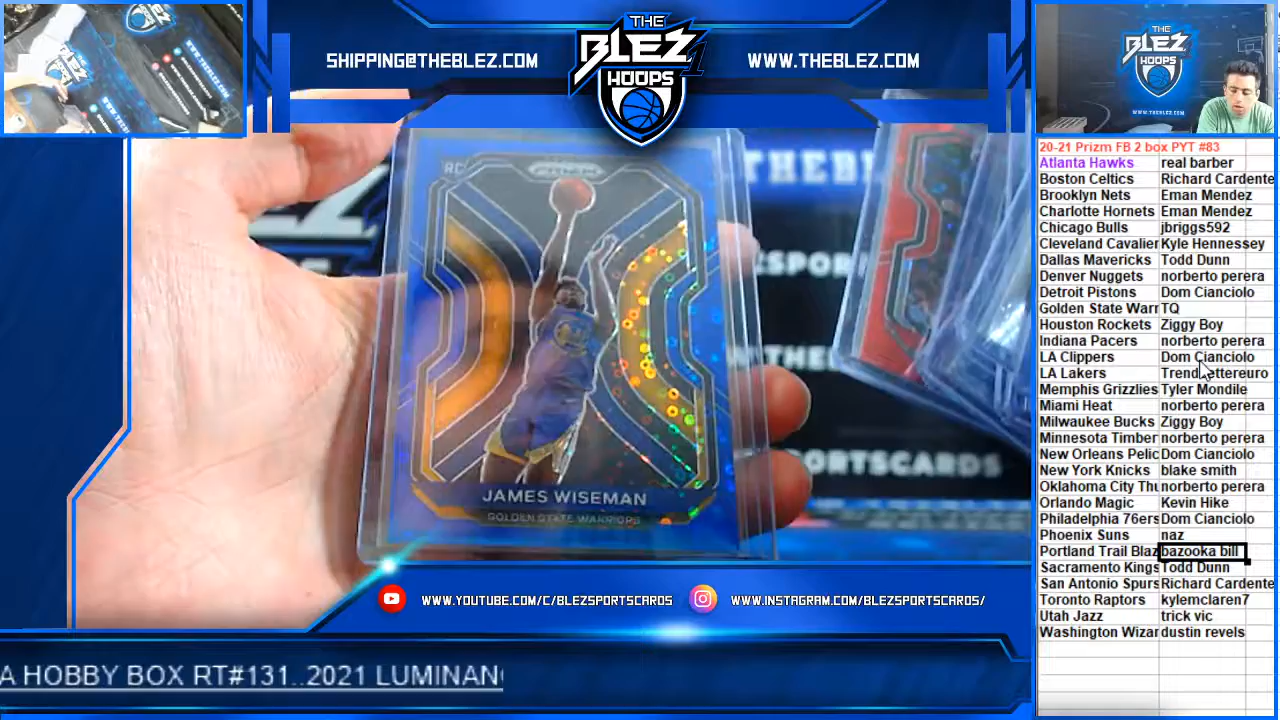 SHIPPING@THEBLEZ.COM
THE
BLEZ
HOOPS
WWW.THEBLEZ.COM
THE
BLEZ
HOOPS
WWW.THEBLEZ.COM
RC
PRIZM
JAMES WISEMAN
GOLDEN STATE WARRIORS
20-21 Prizm FB 2 box PYT #83
Atlanta Hawks real barber
Boston Celtics Richard Cardente
Brooklyn Nets Eman Mendez
Charlotte Hornets Eman Mendez
Chicago Bulls jbriggs592
Cleveland Cavalier Kyle Hennessey
Dallas Mavericks Todd Dunn
Denver Nuggets norberto perera
Detroit Pistons Dom Cianciolo
Golden State Warr TQ
Houston Rockets Ziggy Boy
Indiana Pacers norberto perera
LA Clippers Dom Cianciolo
LA Lakers
Memphis Grizzlies Tyler Mondile
Miami Heat norberto perera
Milwaukee Bucks Ziggy Boy
Minnesota Timber norberto perera
New Orleans Pelic Dom Cianciolo
New York Knicks blake smith
Oklahoma City Thu norberto perera
Orlando Magic Kevin Hike
Philadelphia 76ers Dom Cianciolo
Phoenix Suns naz
Portland Trail Blaz bazooka bill
Sacramento Kings Todd Dunn
San Antonio Spurs Richard Cardente
Toronto Raptors kylemclaren7
Utah Jazz trick vic
Washington Wizar dustin revels
WWW.YOUTUBE.COM/C/BLEZSPORTSCARDS
WWW.INSTAGRAM.COM/BLEZSPORTSCARDS/
A HOBBY BOX RT#131..2021 LUMINAN